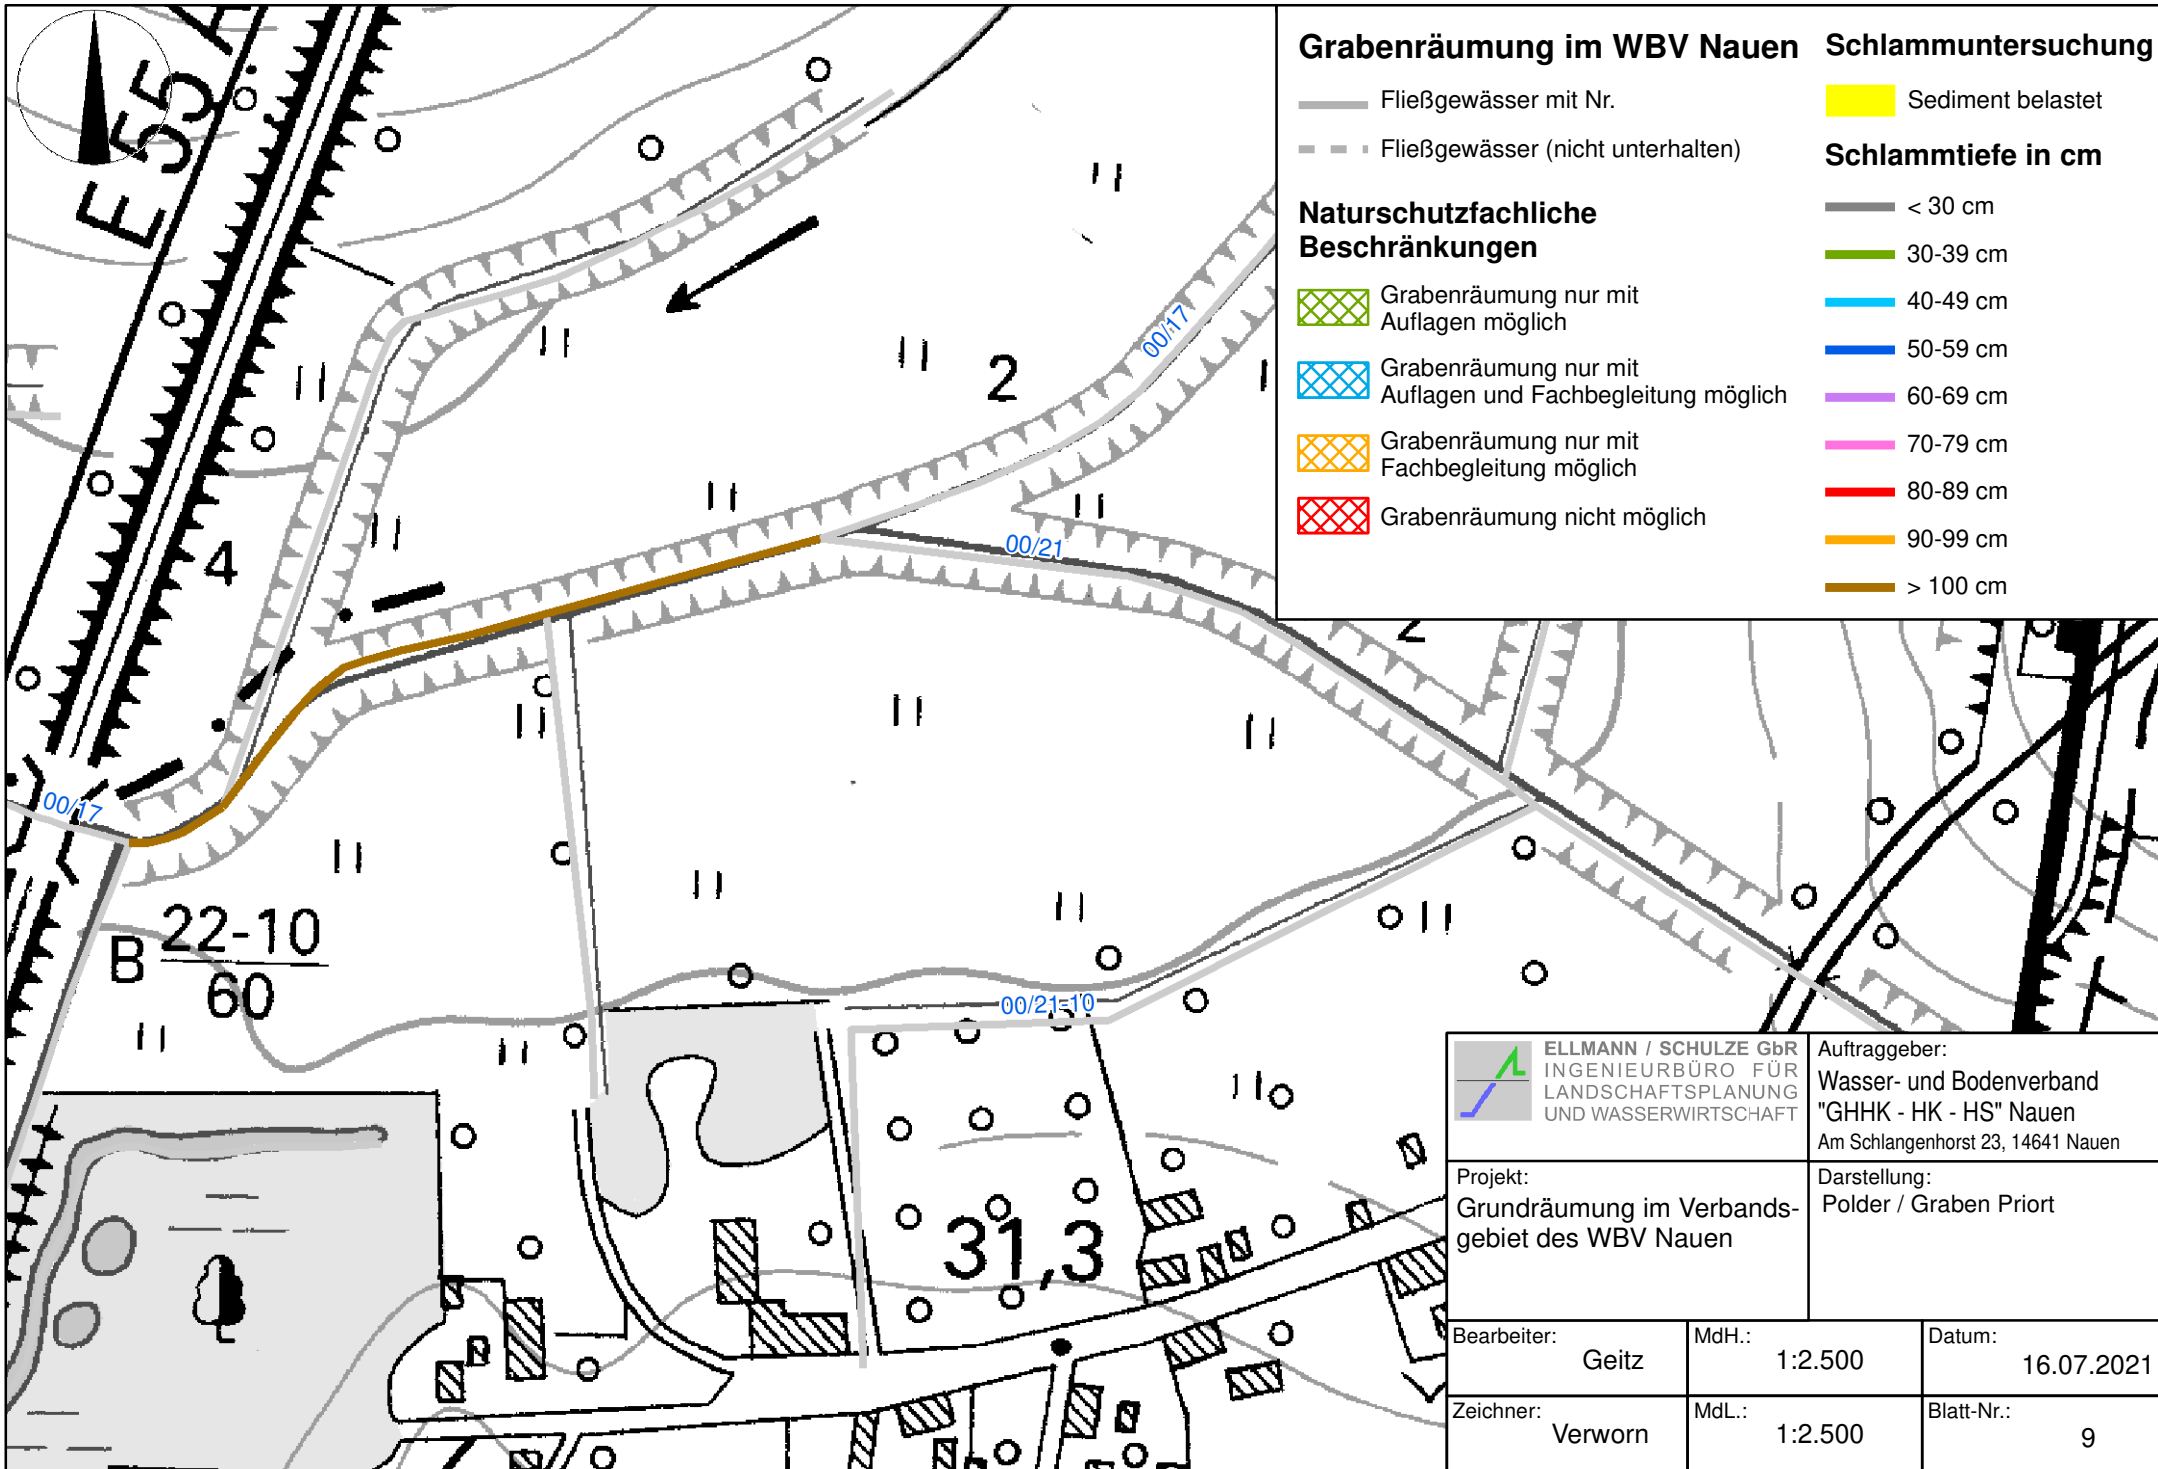 Grabenräumung im WBV Nauen
Fließgewässer mit Nr.
Fließgewässer (nicht unterhalten)
Naturschutzfachliche
Beschränkungen
Grabenräumung nur mit
Auflagen möglich
Grabenräumung nur mit
Auflagen und Fachbegleitung möglich
Grabenräumung nur mit
Fachbegleitung möglich
Grabenräumung nicht möglich
Schlammuntersuchung
Sediment belastet
Schlammtiefe in cm
< 30 cm
30-39 cm
40-49 cm
50-59 cm
60-69 cm
70-79 cm
80-89 cm
90-99 cm
> 100 cm
E 55
00/17
2
4
00/21
2
00/17
B 22-10
60
00/21-10
31,3
ELLMANN / SCHULZE GbR
INGENIEURBÜRO FÜR
LANDSCHAFTSPLANUNG
UND WASSERWIRTSCHAFT
Auftraggeber:
Wasser- und Bodenverband
"GHHK - HK - HS" Nauen
Am Schlangenhorst 23, 14641 Nauen
Projekt:
Grundräumung im Verbands-
gebiet des WBV Nauen
Darstellung:
Polder / Graben Priort
Bearbeiter:
Geitz
MdH.:
1:2.500
Datum:
16.07.2021
Zeichner:
Verworn
MdL.:
1:2.500
Blatt-Nr.:
9